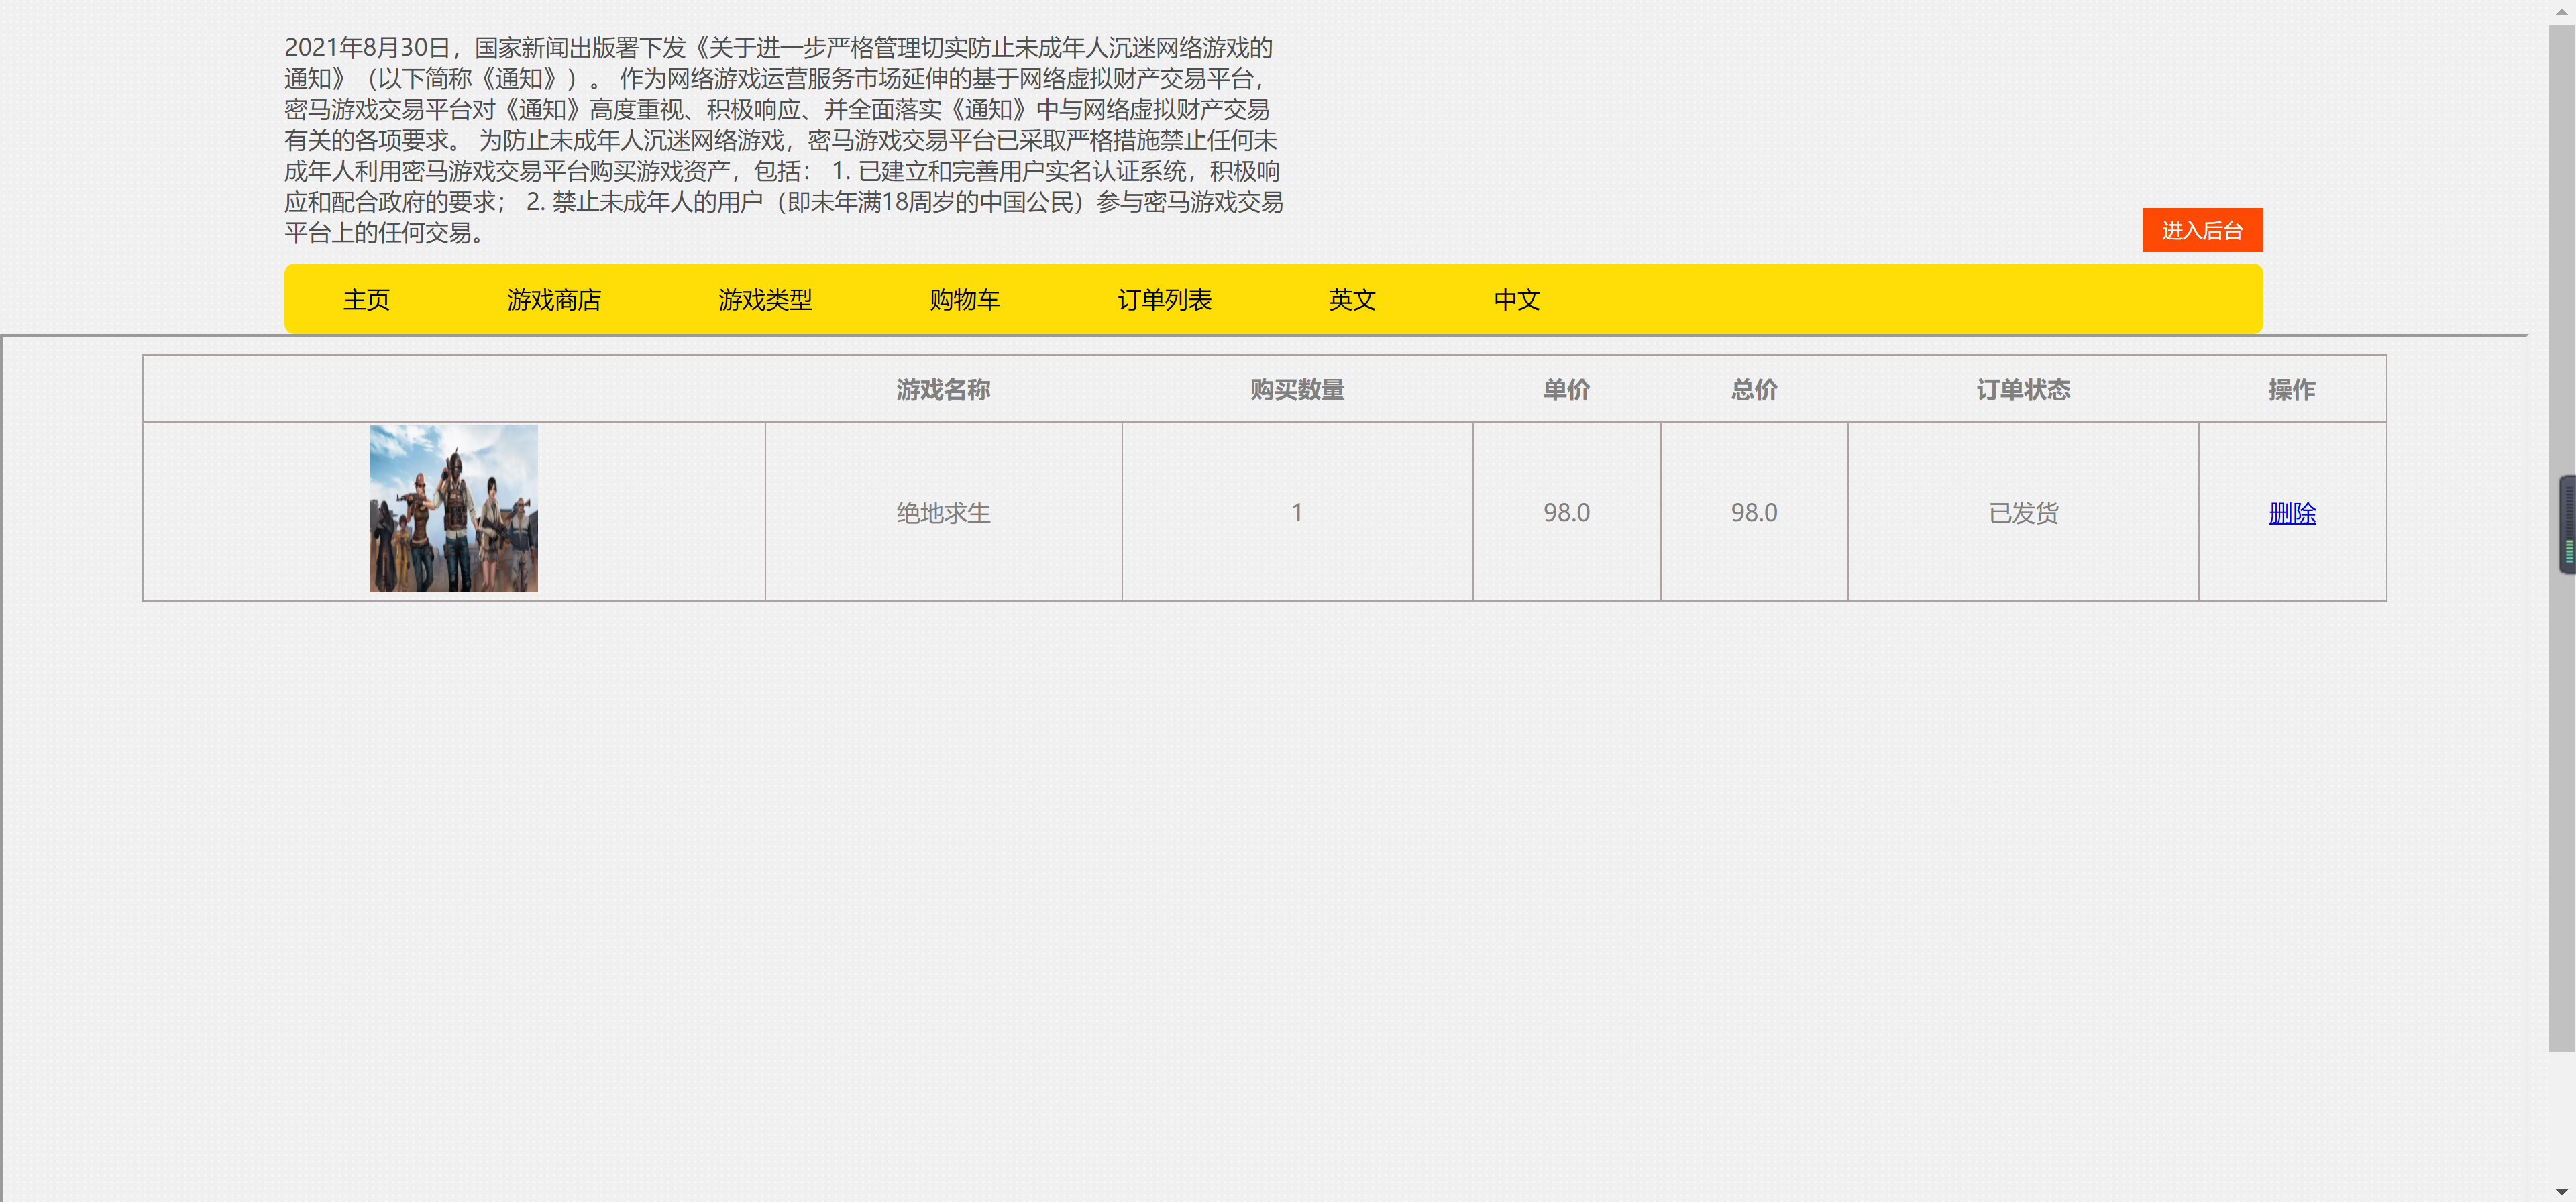 2021年8月30日，国家新闻出版署下发《关于进一步严格管理切实防止未成年人沉迷网络游戏的
通知》（以下简称《通知》）。 作为网络游戏运营服务市场延伸的基于网络虚拟财产交易平台，
密马游戏交易平台对《通知》高度重视、积极响应、并全面落实《通知》中与网络虚拟财产交易
有关的各项要求。 为防止未成年人沉迷网络游戏，密马游戏交易平台已采取严格措施禁止任何未
成年人利用密马游戏交易平台购买游戏资产，包括： 1. 已建立和完善用户实名认证系统，积极响
应和配合政府的要求； 2. 禁止未成年人的用户（即未年满18周岁的中国公民）参与密马游戏交易
平台上的任何交易。
进入后台
主页 游戏商店 游戏类型 购物车 订单列表 英文 中文
游戏名称 购买数量 单价 总价 订单状态 操作
绝地求生 1 98.0 98.0 已发货 删除